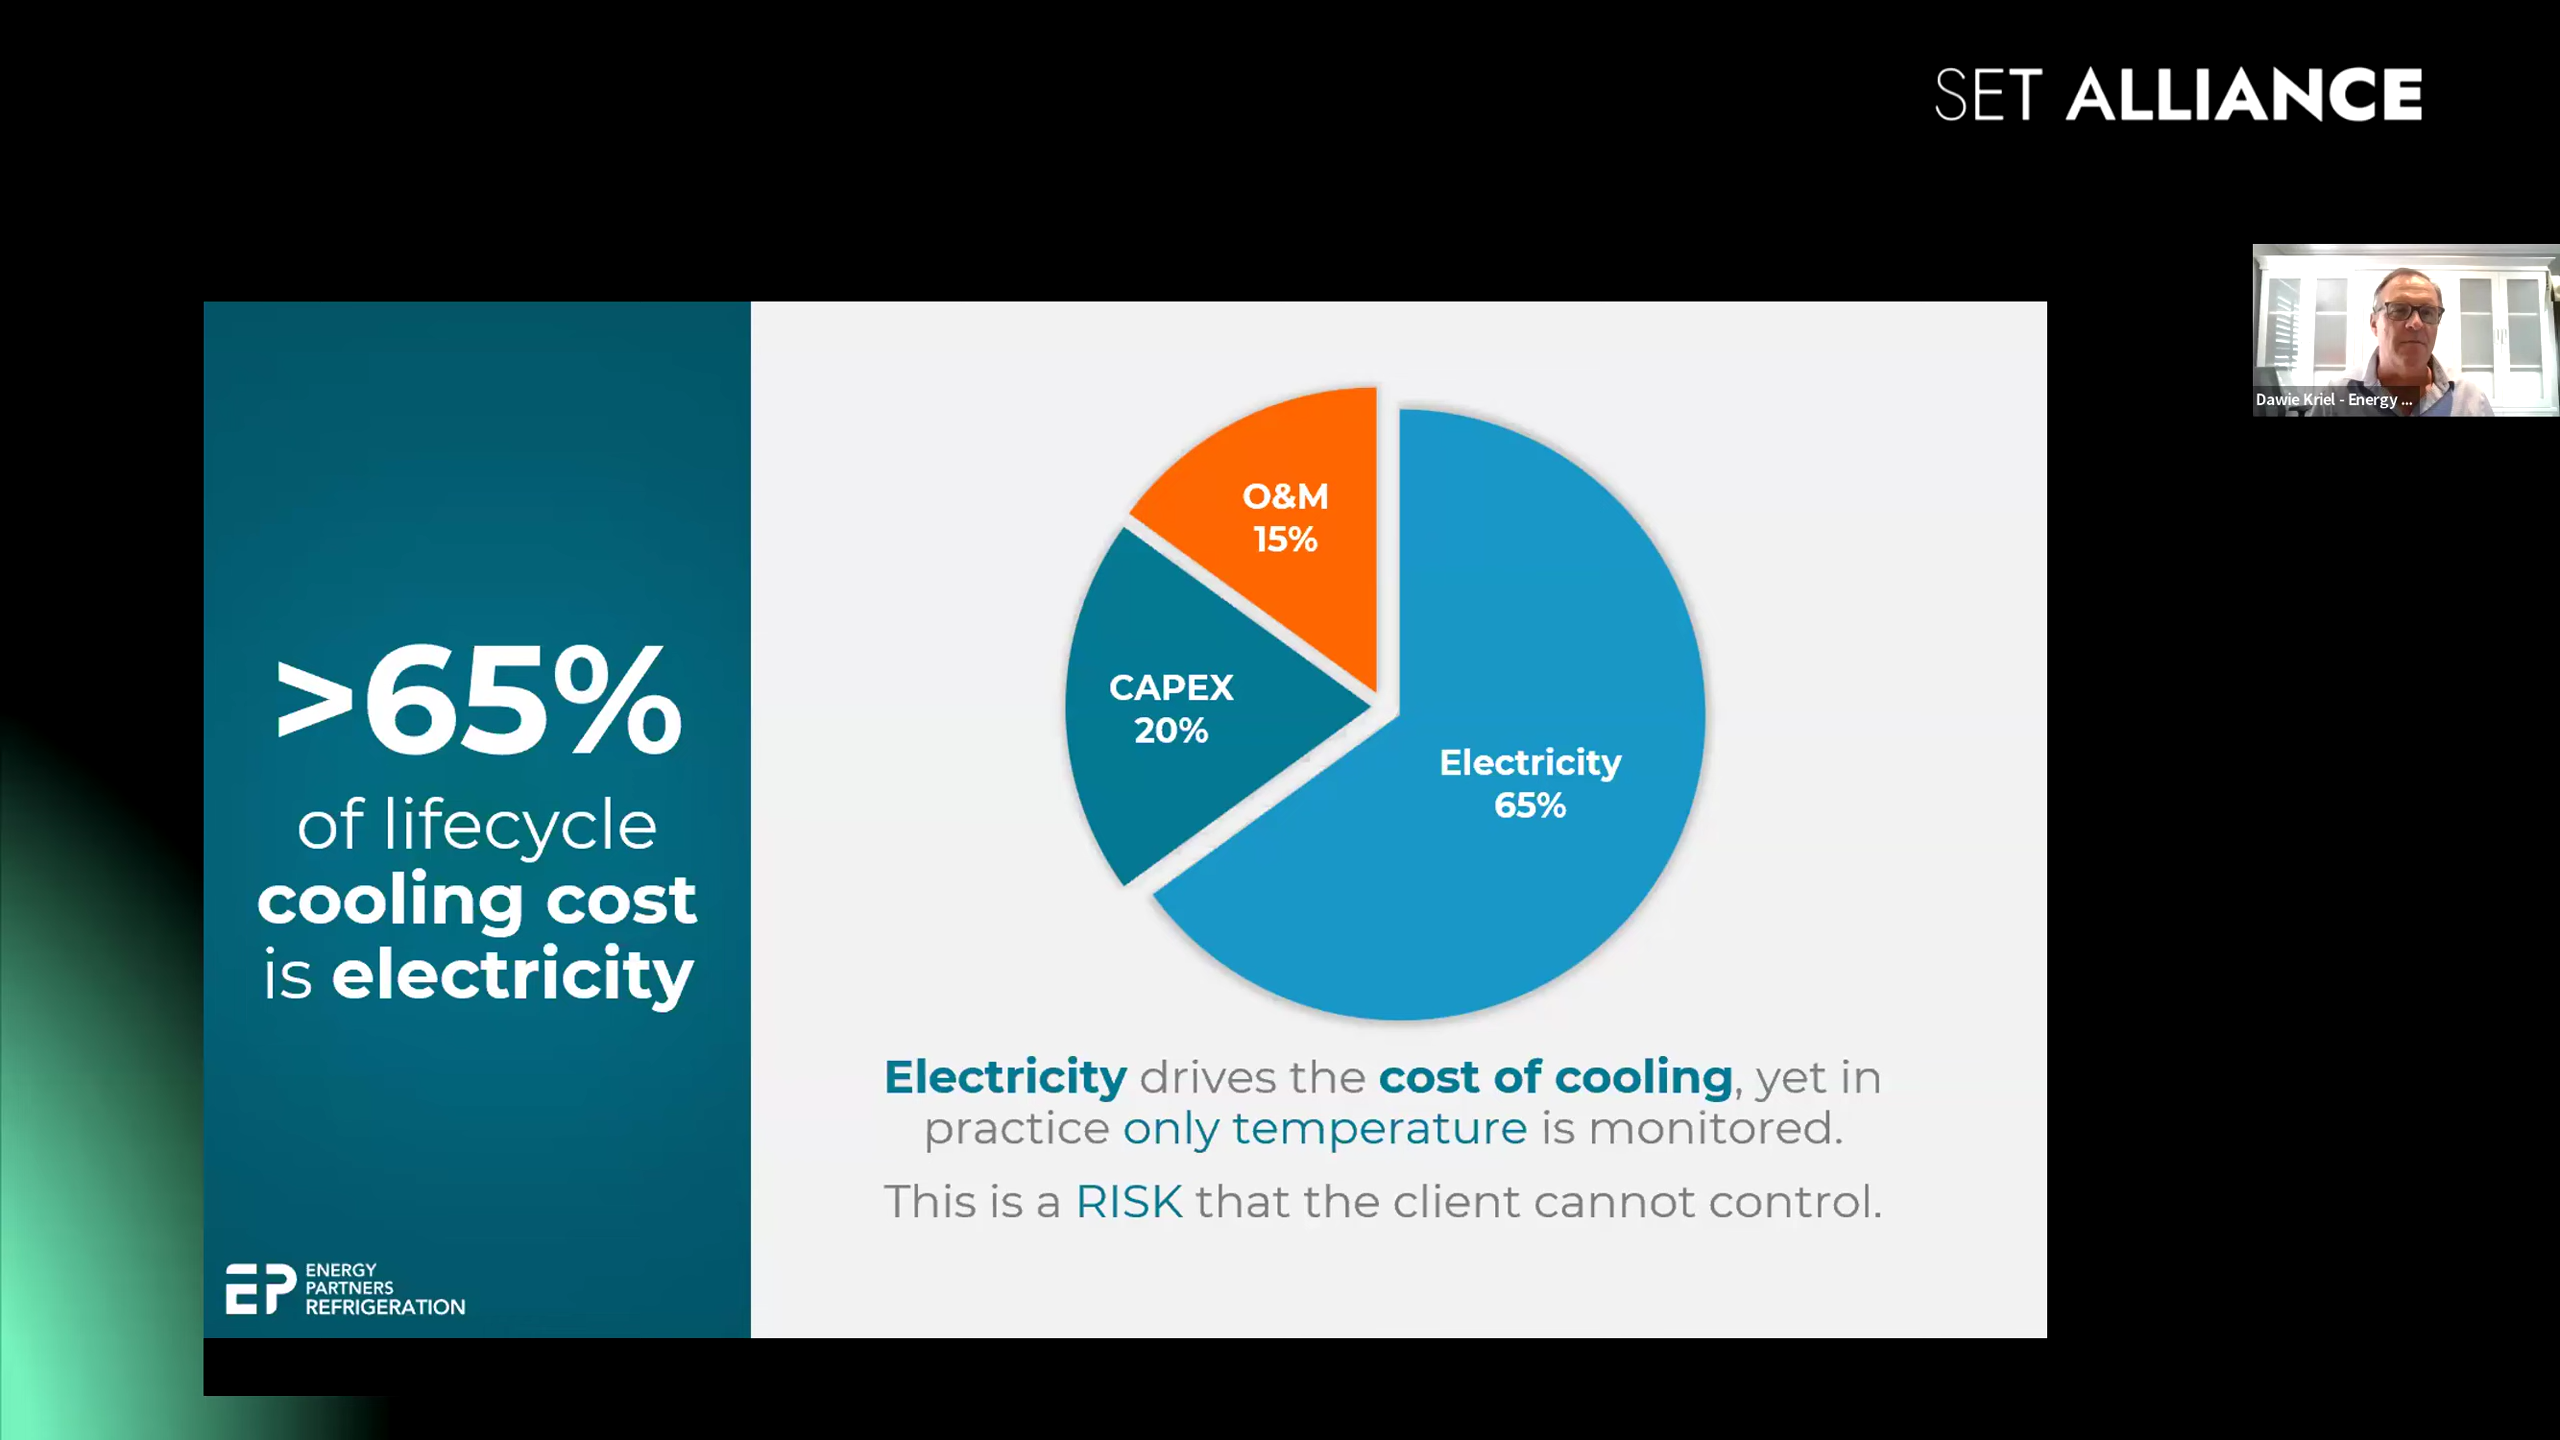 SET ALLIANCE
Dawie Kriel - Energy ...
>65%
of lifecycle
cooling cost
is electricity
EP ENERGY
PARTNERS
REFRIGERATION
O&M
15%
CAPEX
20%
Electricity
65%
Electricity drives the cost of cooling, yet in
practice only temperature is monitored.
This is a RISK that the client cannot control.